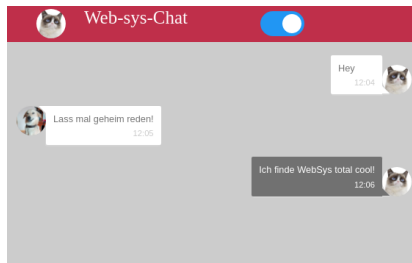 Web-sys-Chat
Hey
12:04
Lass mal geheim reden!
12:05
Ich finde WebSys total cool!
12:06